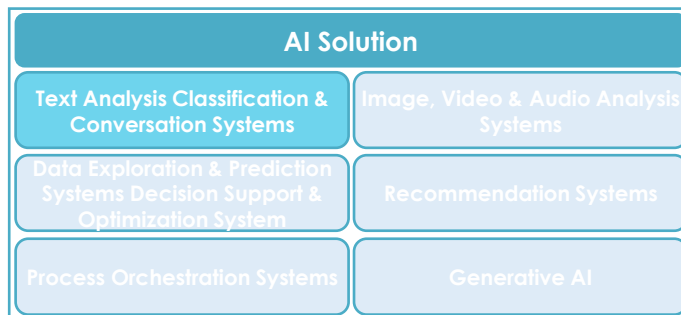 AI Solution
Text Analysis Classification &
Conversation Systems
Image, Video & Audio Analysis
Systems
Data Exploration & Prediction
Systems Decision Support &
Optimization System
Recommendation Systems
Process Orchestration Systems
Generative AI